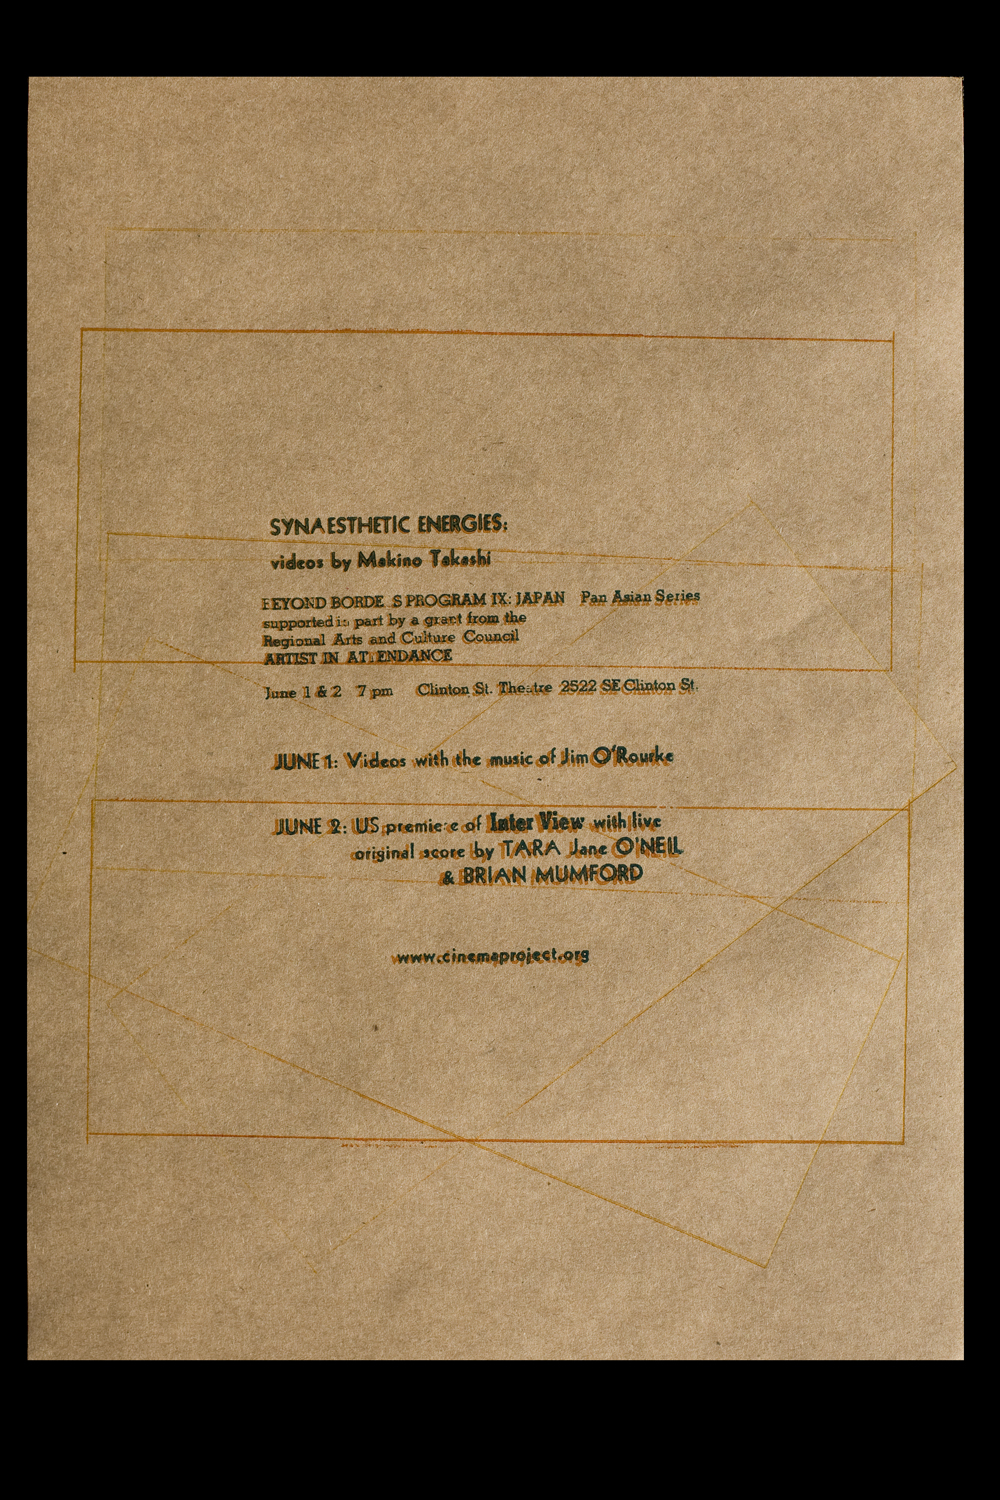 SYNAESTHETIC ENERGIES:
videos by Makino Takashi
BEYOND BORDE S PROGRAM IX: JAPAN Pan Asian Series
supported in part by a grant from the
Regional Arts and Culture Council
ARTIST IN ATTENDANCE
June 1 & 2 7 pm Clinton St. Theatre 2522 SE Clinton St.
JUNE 1: Videos with the music of Jim O'Rourke
JUNE 2: US premiere of Inter View with live
original score by TARA Jane O'NEIL
& BRIAN MUMFORD
www.cinemaproject.org